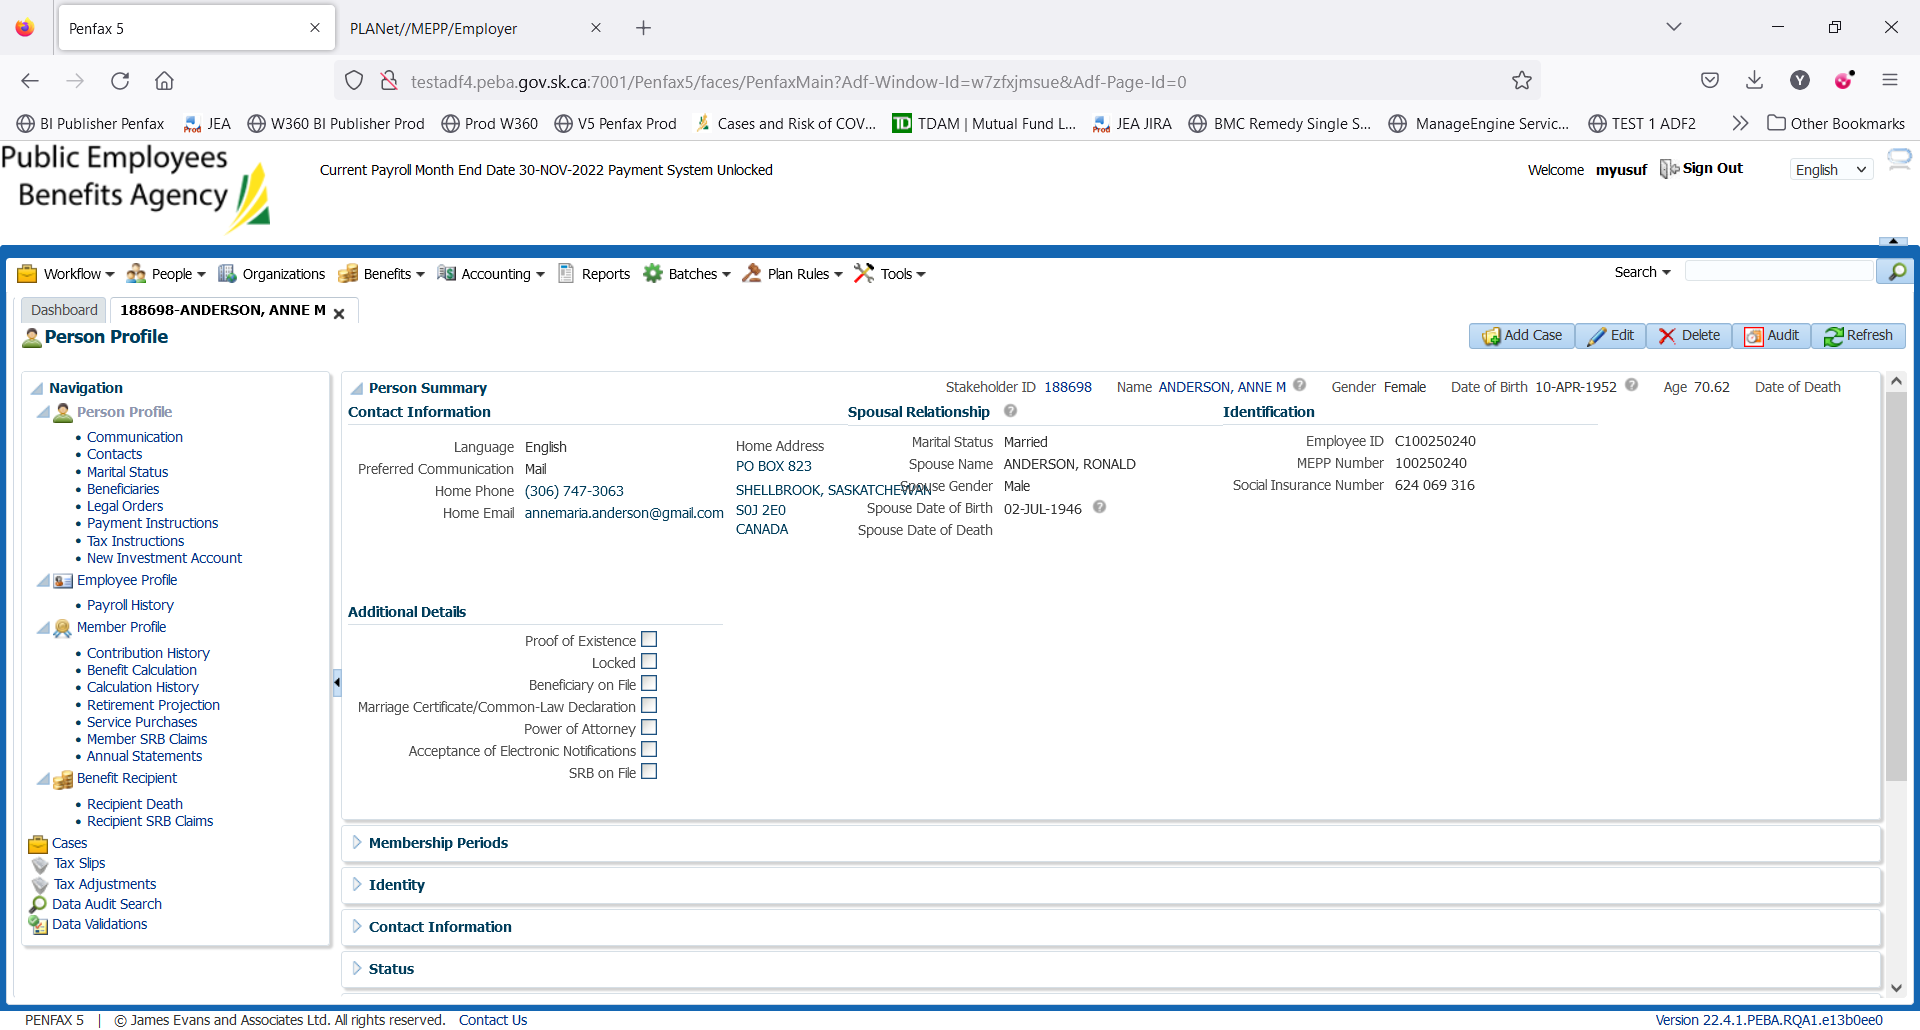 Penfax 5
PLANet//MEPP/Employer
testadf4.peba.gov.sk.ca:7001/Penfax5/faces/PenfaxMain?Adf-Window-Id=w7zfxjmsue&Adf-Page-Id=0
Y
BI Publisher Penfax
JEA
W360 BI Publisher Prod
Prod W360
V5 Penfax Prod
Cases and Risk of COV...
TDAM | Mutual Fund L...
JEA JIRA
BMC Remedy Single S...
ManageEngine Servic...
TEST 1 ADF2
Other Bookmarks
Public Employees
Benefits Agency
Current Payroll Month End Date 30-NOV-2022 Payment System Unlocked
Welcome myusuf Sign Out English
Workflow People Organizations Benefits Accounting Reports Batches Plan Rules Tools Search
Dashboard 188698-ANDERSON, ANNE M
Person Profile
Add Case Edit Delete Audit Refresh
Navigation
Person Profile
Communication
Contacts
Marital Status
Beneficiaries
Legal Orders
Payment Instructions
Tax Instructions
New Investment Account
Employee Profile
Payroll History
Member Profile
Contribution History
Benefit Calculation
Calculation History
Retirement Projection
Service Purchases
Member SRB Claims
Annual Statements
Benefit Recipient
Recipient Death
Recipient SRB Claims
Cases
Tax Slips
Tax Adjustments
Data Audit Search
Data Validations
Person Summary
Stakeholder ID 188698 Name ANDERSON, ANNE M Gender Female Date of Birth 10-APR-1952 Age 70.62 Date of Death
Contact Information
Language English
Preferred Communication Mail
Home Phone (306) 747-3063
Home Email annemaria.anderson@gmail.com
Home Address
PO BOX 823
SHELLBROOK, SASKATCHEWAN
S0J 2E0
CANADA
Spousal Relationship
Marital Status Married
Spouse Name ANDERSON, RONALD
Spouse Gender Male
Spouse Date of Birth 02-JUL-1946
Spouse Date of Death
Identification
Employee ID C100250240
MEPP Number 100250240
Social Insurance Number 624 069 316
Additional Details
Proof of Existence
Locked
Beneficiary on File
Marriage Certificate/Common-Law Declaration
Power of Attorney
Acceptance of Electronic Notifications
SRB on File
Membership Periods
Identity
Contact Information
Status
PENFAX 5 | © James Evans and Associates Ltd. All rights reserved. Contact Us
Version 22.4.1.PEBA.RQA1.e13b0ee0